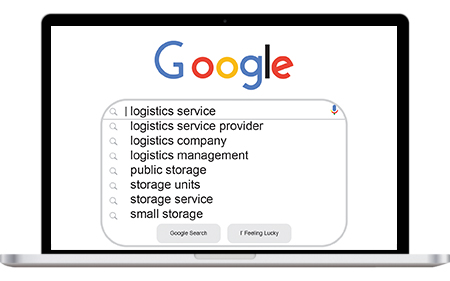 Google
logistics service
logistics service provider
logistics company
logistics management
public storage
storage units
storage service
small storage
Google Search
I' Feeling Lucky